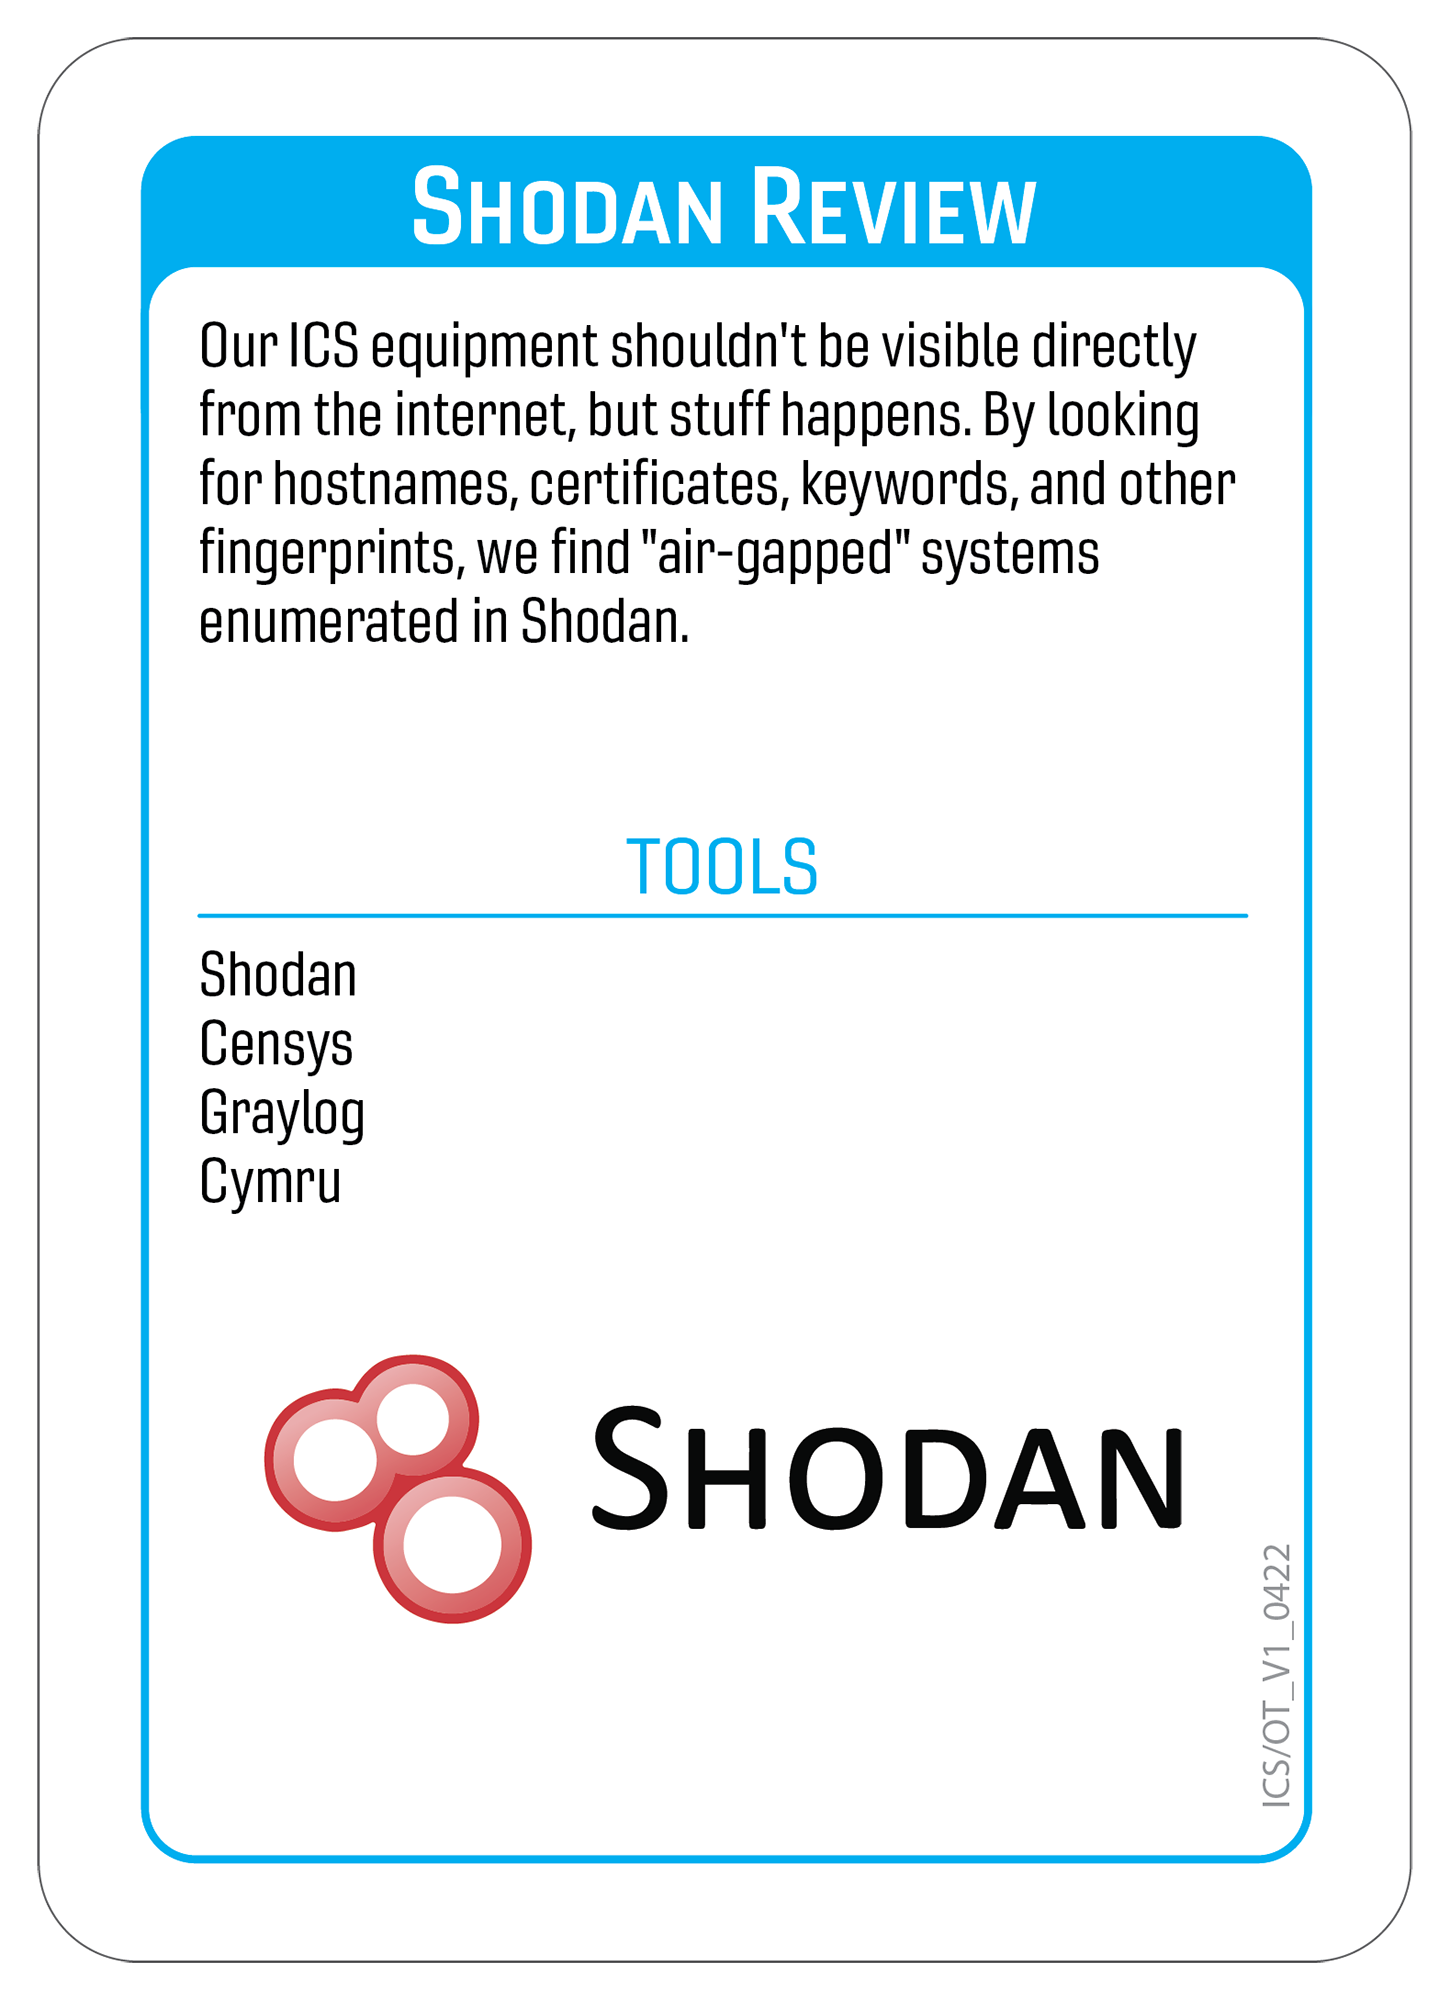 SHODAN REVIEW
Our ICS equipment shouldn't be visible directly
from the internet, but stuff happens. By looking
for hostnames, certificates, keywords, and other
fingerprints, we find "air-gapped" systems
enumerated in Shodan.
TOOLS
Shodan
Censys
Graylog
Cymru
SHODAN
ICS/OT_V1_0422